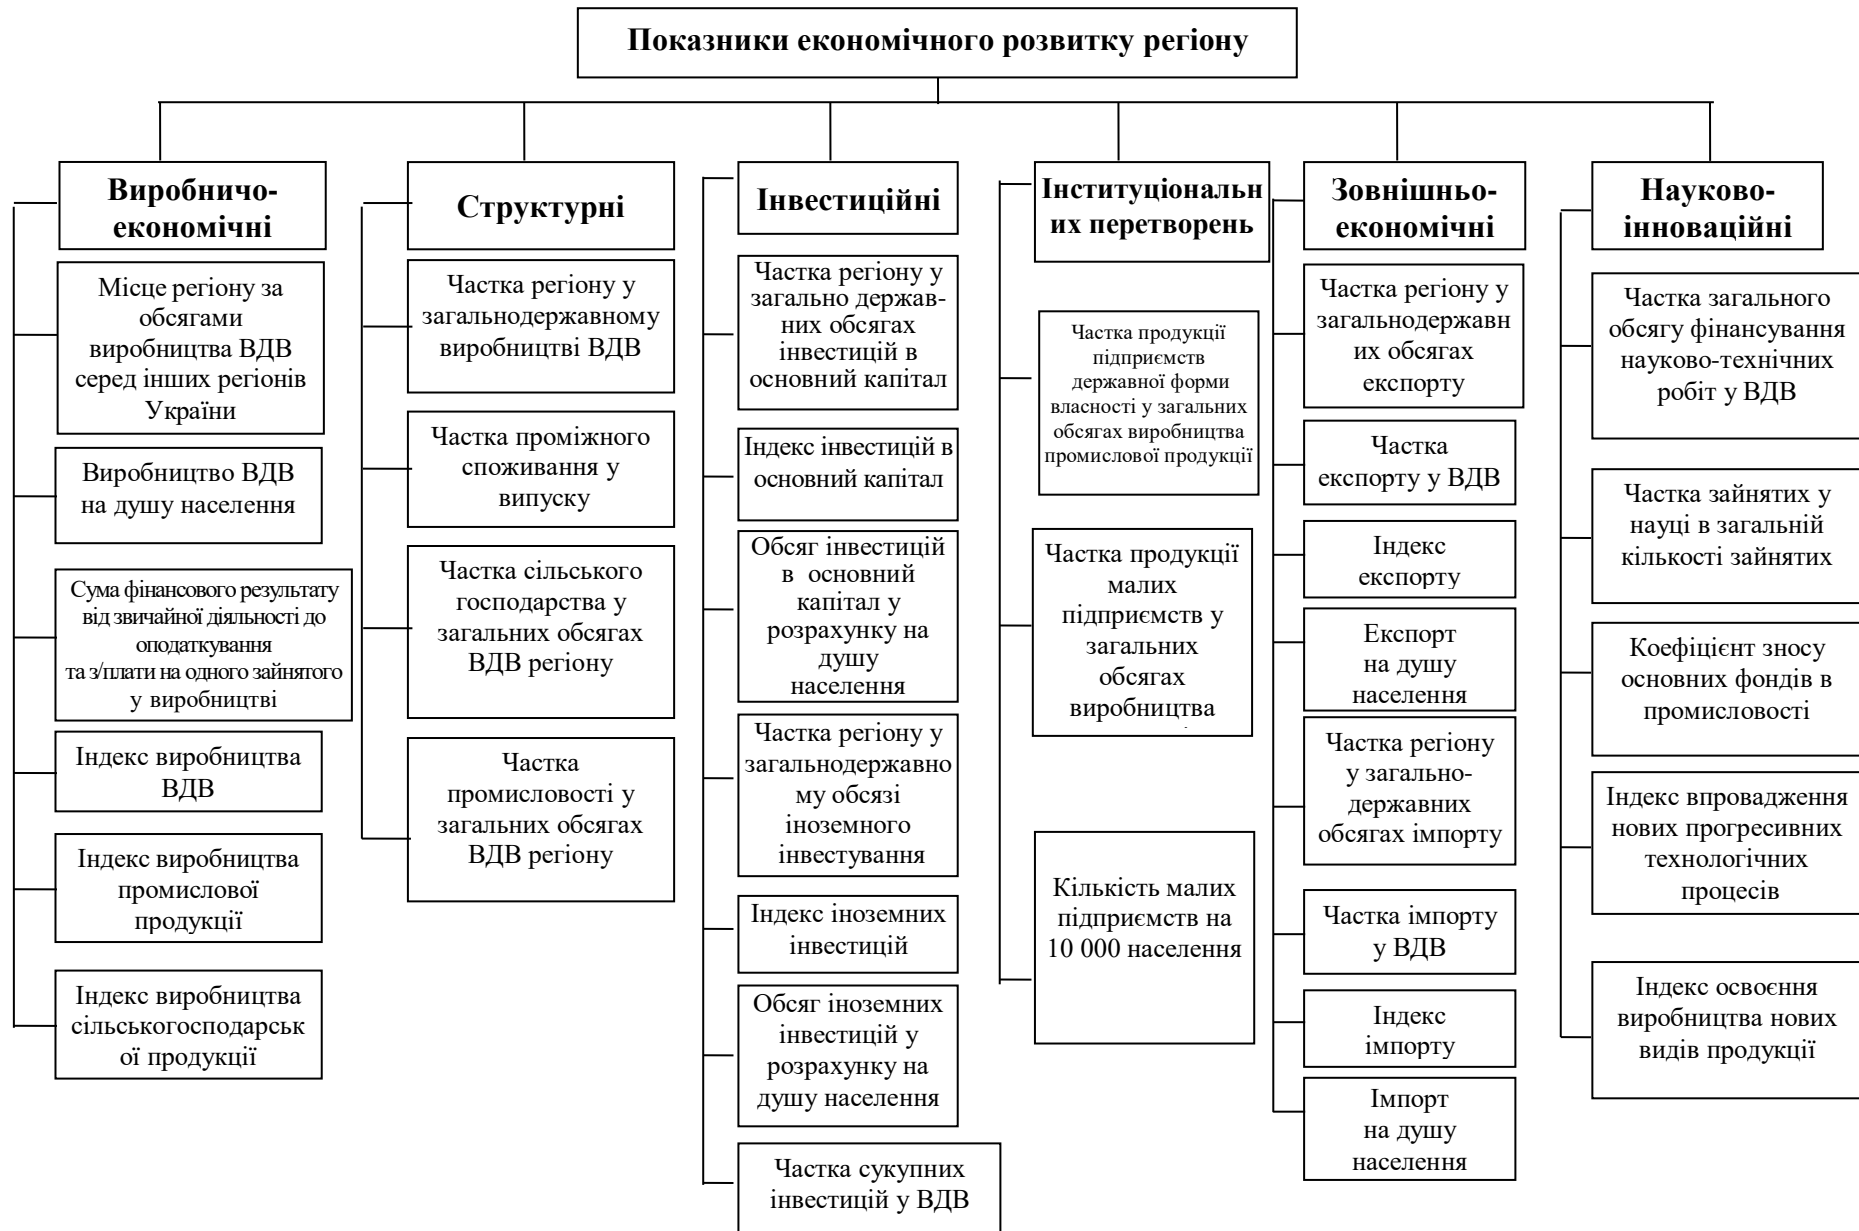 Показники економічного розвитку регіону
Виробничо-
економічні
Місце регіону за
обсягами
виробництва ВДВ
серед інших регіонів
України
Виробництво ВДВ
на душу населення
Сума фінансового результату
від звичайної діяльності до
оподаткування
та з/плати на одного зайнятого
у виробництві
Індекс виробництва
ВДВ
Індекс виробництва
промислової
продукції
Індекс виробництва
сільськогосподарськ
ої продукції
Структурні
Частка регіону у
загальнодержавному
виробництві ВДВ
Частка проміжного
споживання у
випуску
Частка сільського
господарства у
загальних обсягах
ВДВ регіону
Частка
промисловості у
загальних обсягах
ВДВ регіону
Інвестиційні
Частка регіону у
загально держав-
них обсягах
інвестицій в
основний капітал
Індекс інвестицій в
основний капітал
Обсяг інвестицій
в основний
капітал у
розрахунку на
душу
населення
Частка регіону у
загальнодержавно
му обсязі
іноземного
інвестування
Індекс іноземних
інвестицій
Обсяг іноземних
інвестицій у
розрахунку на
душу населення
Частка сукупних
інвестицій у ВДВ
Інституціональн
их перетворень
Частка продукції
підприємств
державної форми
власності у загальних
обсягах виробництва
промислової продукції
Частка продукції
малих
підприємств у
загальних
обсягах
виробництва
Кількість малих
підприємств на
10 000 населення
Зовнішньо-
економічні
Частка регіону у
загальнодержавн
их обсягах
експорту
Частка
експорту у ВДВ
Індекс
експорту
Експорт
на душу
населення
Частка регіону
у загально-
державних
обсягах імпорту
Частка імпорту
у ВДВ
Індекс
імпорту
Імпорт
на душу
населення
Науково-
інноваційні
Частка загального
обсягу фінансування
науково-технічних
робіт у ВДВ
Частка зайнятих у
науці в загальній
кількості зайнятих
Коефіцієнт зносу
основних фондів в
промисловості
Індекс впровадження
нових прогресивних
технологічних
процесів
Індекс освоєння
виробництва нових
видів продукції